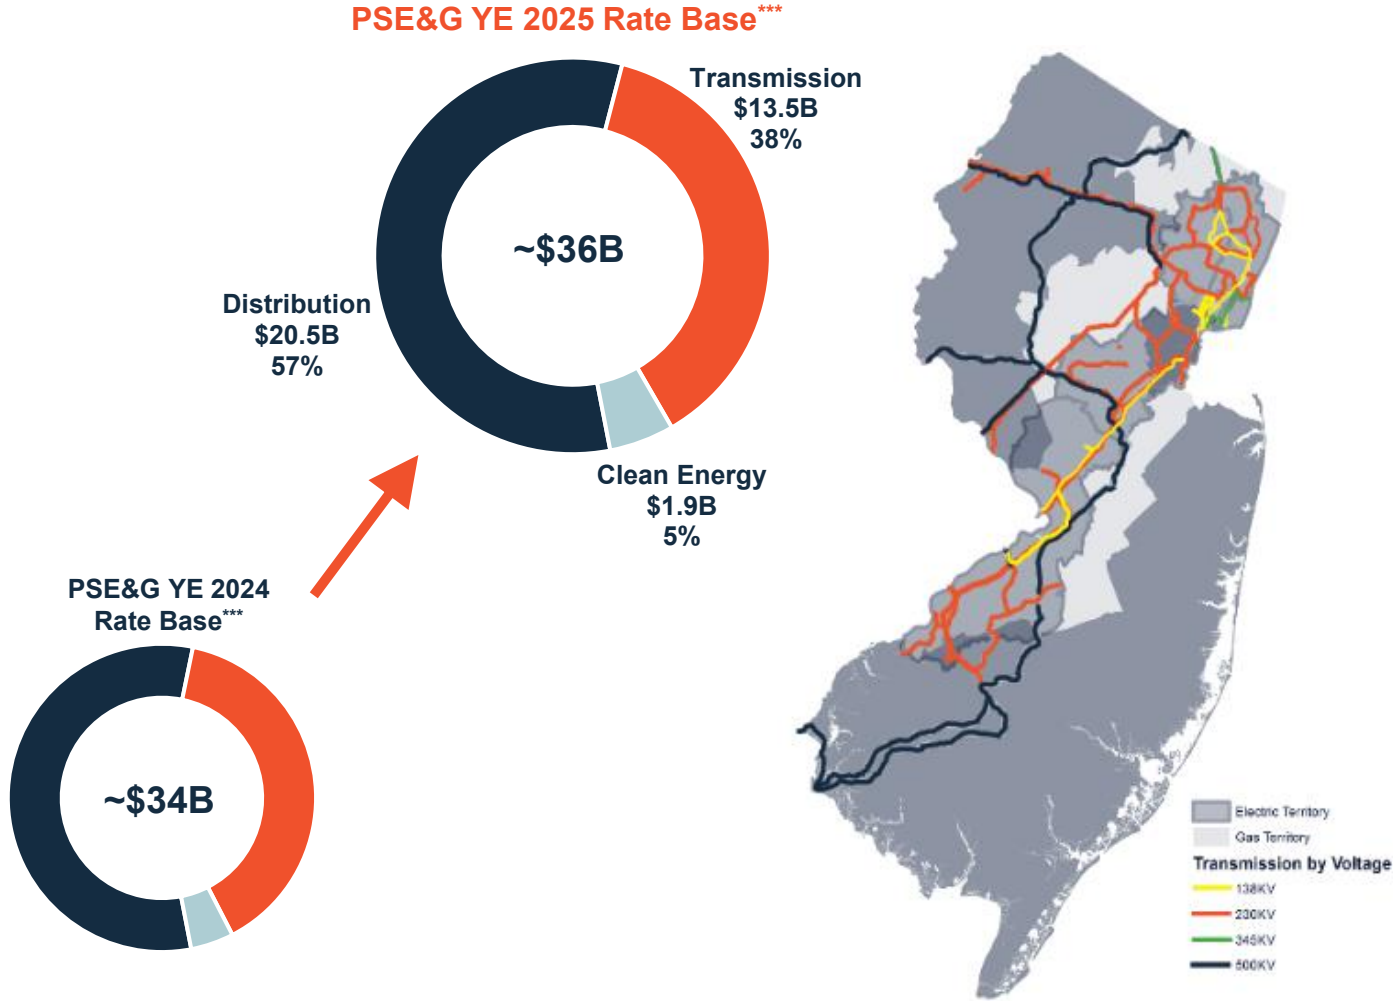 PSE&G YE 2025 Rate Base***
Transmission
$13.5B
38%
~$36B
Distribution
$20.5B
57%
Clean Energy
$1.9B
5%
PSE&G YE 2024
Rate Base***
~$34B
Electric Territory
Gas Territory
Transmission by Voltage
138KV
230KV
345KV
500KV